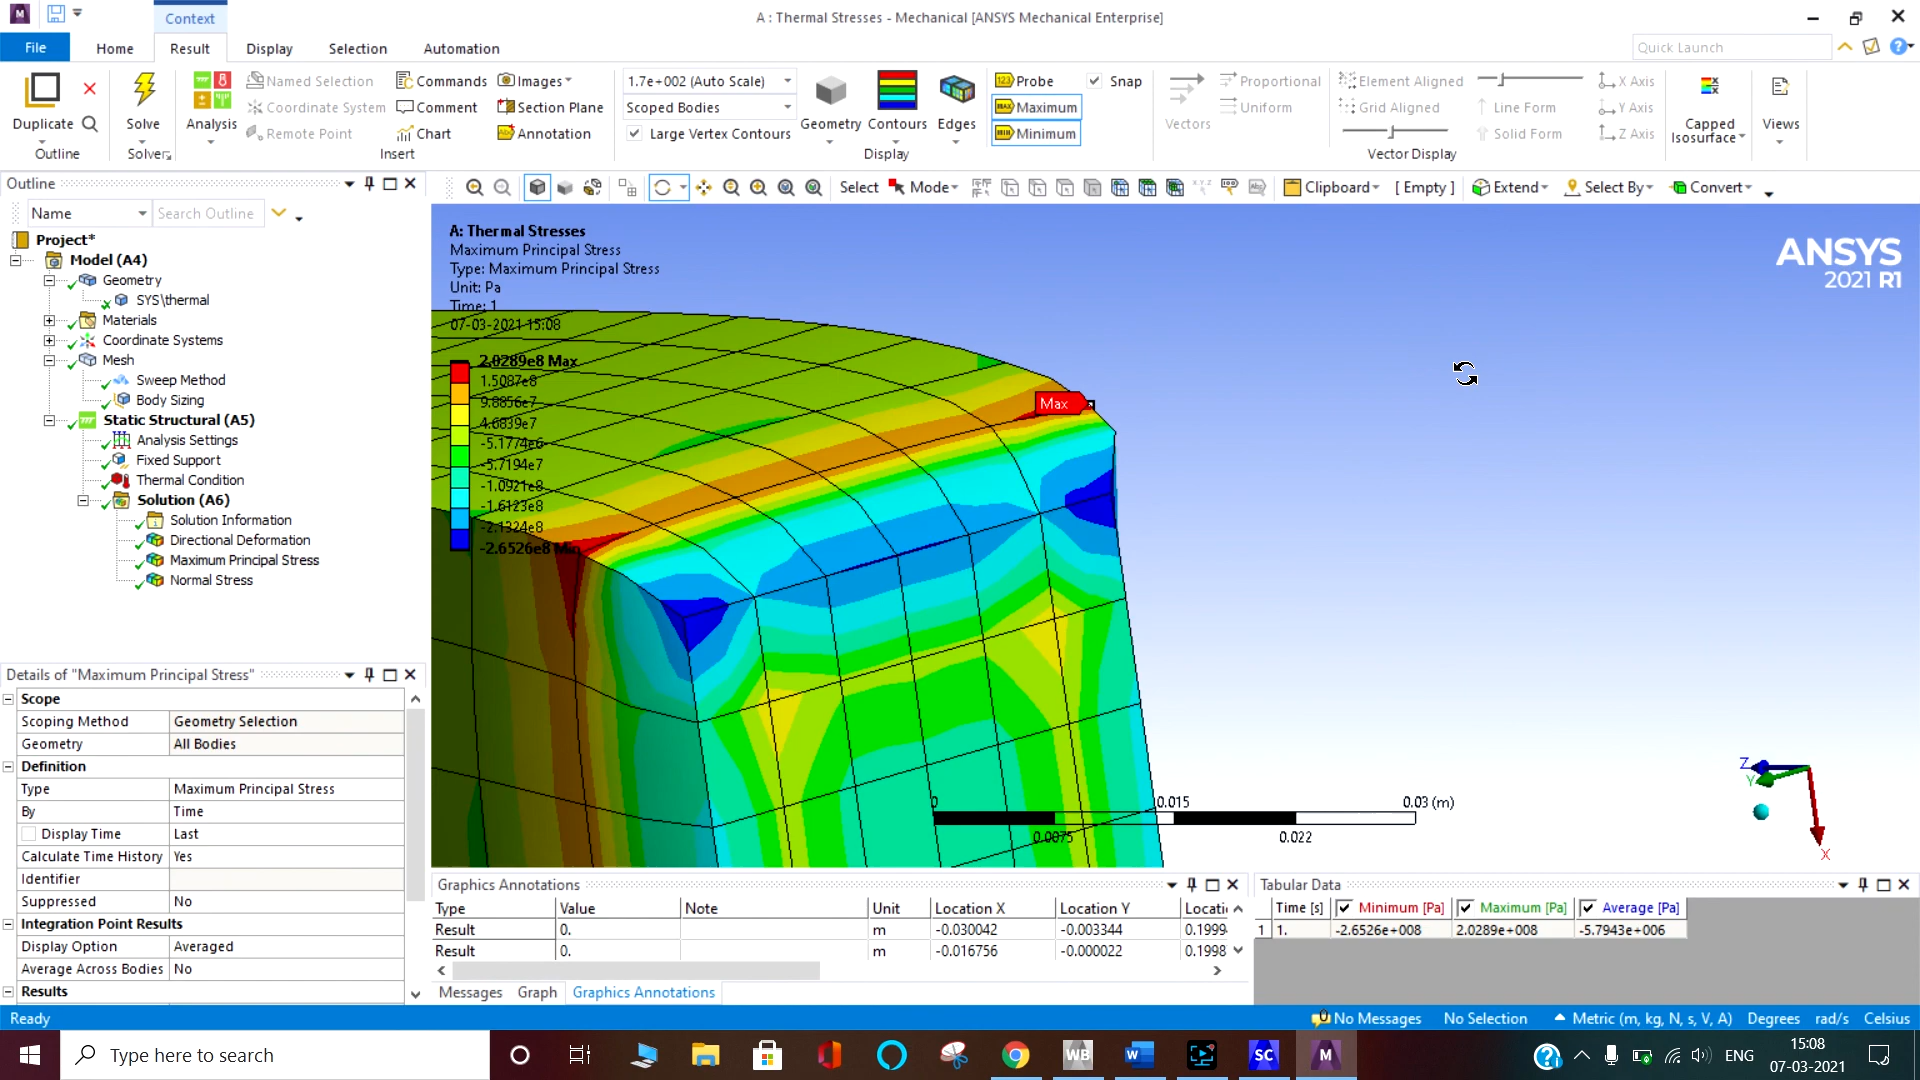 Context
A : Thermal Stresses - Mechanical [ANSYS Mechanical Enterprise]
File
Home
Result
Display
Selection
Automation
Quick Launch
Duplicate
Outline
Solve
Solver
Analysis
Named Selection
Coordinate System
Remote Point
Commands
Comment
Chart
Images
Section Plane
Annotation
Insert
1.7e+002 (Auto Scale)
Scoped Bodies
Large Vertex Contours
Geometry
Contours
Edges
Display
Probe
Maximum
Minimum
Snap
Vectors
Proportional
Uniform
Element Aligned
Grid Aligned
Line Form
Solid Form
X Axis
Y Axis
Z Axis
Vector Display
Capped
Isosurface
Views
Outline
Name
Search Outline
Select
Mode
Clipboard
[ Empty ]
Extend
Select By
Convert
Project*
Model (A4)
Geometry
SYS\thermal
Materials
Coordinate Systems
Mesh
Sweep Method
Body Sizing
Static Structural (A5)
Analysis Settings
Fixed Support
Thermal Condition
Solution (A6)
Solution Information
Directional Deformation
Maximum Principal Stress
Normal Stress
A: Thermal Stresses
Maximum Principal Stress
Type: Maximum Principal Stress
Unit: Pa
Time: 1
07-03-2021 15:08
2.0289e8 Max
1.5087e8
9.8856e7
4.6839e7
-5.1774e6
-5.7194e7
-1.0921e8
-1.6123e8
-2.1324e8
-2.6526e8 Min
Max
ANSYS
2021 R1
0
0.015
0.03 (m)
0.0075
0.022
Z
Y
X
Details of "Maximum Principal Stress"
Scope
Scoping Method Geometry Selection
Geometry All Bodies
Definition
Type Maximum Principal Stress
By Time
Display Time Last
Calculate Time History Yes
Identifier
Suppressed No
Integration Point Results
Display Option Averaged
Average Across Bodies No
Results
Graphics Annotations
Type Value Note Unit Location X Location Y Locati
Result 0. m -0.030042 -0.003344 0.1999
Result 0. m -0.016756 -0.000022 0.1998
Messages
Graph
Graphics Annotations
Tabular Data
Time [s] Minimum [Pa] Maximum [Pa] Average [Pa]
1 1. -2.6526e+008 2.0289e+008 -5.7943e+006
Ready
No Messages
No Selection
Metric (m, kg, N, s, V, A)
Degrees
rad/s
Celsius
Type here to search
WB
W
SC
M
ENG
15:08
07-03-2021